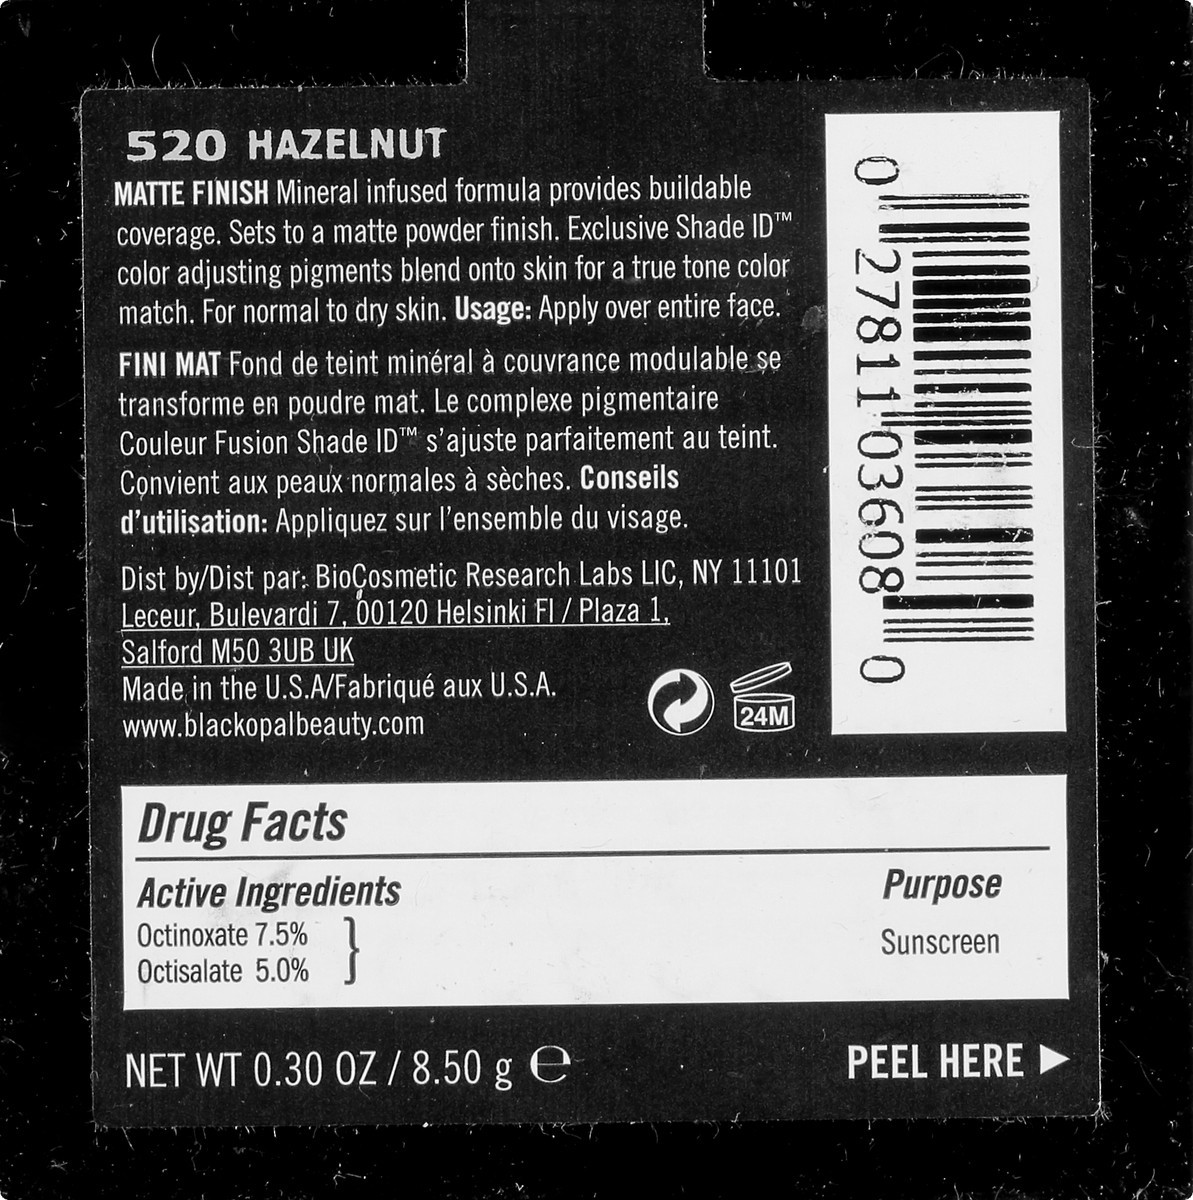 520 HAZELNUT
MATTE FINISH Mineral infused formula provides buildable
coverage. Sets to a matte powder finish. Exclusive Shade ID™
color adjusting pigments blend onto skin for a true tone color
match. For normal to dry skin. Usage: Apply over entire face.
FINI MAT Fond de teint minéral à couvrance modulable se
transforme en poudre mat. Le complexe pigmentaire
Couleur Fusion Shade ID™ s'ajuste parfaitement au teint.
Convient aux peaux normales à sèches. Conseils
d'utilisation: Appliquez sur l'ensemble du visage.
Dist by/Dist par: BioCosmetic Research Labs LIC, NY 11101
Leceur, Bulevardi 7, 00120 Helsinki FI / Plaza 1,
Salford M50 3UB UK
Made in the U.S.A/Fabriqué aux U.S.A.
www.blackopalbeauty.com
24M
0 27811 03608 0
Drug Facts
Active Ingredients Purpose
Octinoxate 7.5% } Sunscreen
Octisalate 5.0%
NET WT 0.30 OZ / 8.50 g ℮
PEEL HERE ▶